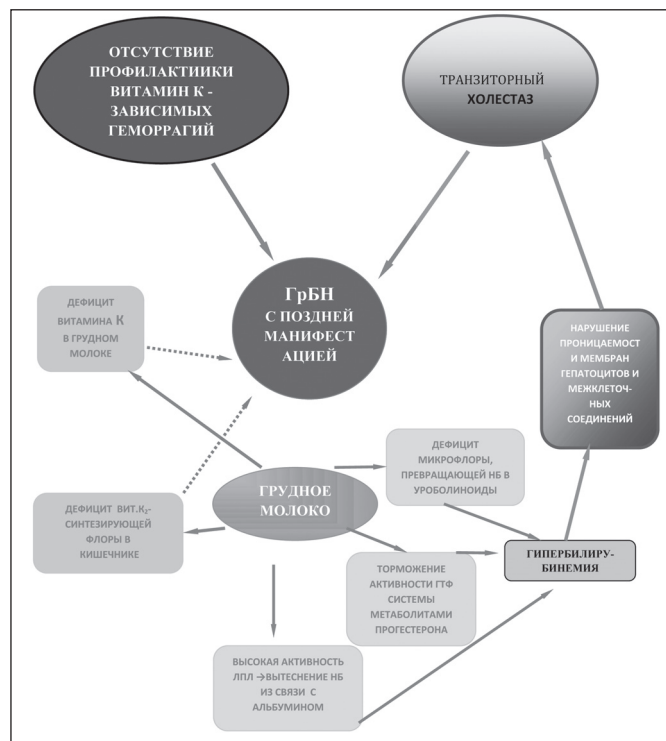 ОТСУТСТВИЕ
ПРОФИЛАКТИИКИ
ВИТАМИН К -
ЗАВИСИМЫХ
ГЕМОРРАГИЙ
ТРАНЗИТОРНЫЙ
ХОЛЕСТАЗ
ГрБН
С ПОЗДНЕЙ
МАНИФЕСТ
АЦИЕЙ
ДЕФИЦИТ
ВИТАМИНА К
В ГРУДНОМ
МОЛОКЕ
НАРУШЕНИЕ
ПРОНИЦАЕМОСТ
И МЕМБРАН
ГЕПАТОЦИТОВ И
МЕЖКЛЕТОЧ-
НЫХ
СОЕДИНЕНИЙ
ДЕФИЦИТ
МИКРОФЛОРЫ,
ПРЕВРАЩАЮЩЕЙ НБ В
УРОБОЛИНОИДЫ
ГРУДНОЕ
МОЛОКО
ДЕФИЦИТ ВИТ.К₂-
СИНТЕЗИРУЮЩЕЙ
ФЛОРЫ В
КИШЕЧНИКЕ
ГИПЕРБИЛИРУ-
БИНЕМИЯ
ТОРМОЖЕНИЕ
АКТИВНОСТИ ГТФ
СИСТЕМЫ
МЕТАБОЛИТАМИ
ПРОГЕСТЕРОНА
ВЫСОКАЯ АКТИВНОСТЬ
ЛПЛ →ВЫТЕСНЕНИЕ НБ
ИЗ СВЯЗИ С
АЛЬБУМИНОМ